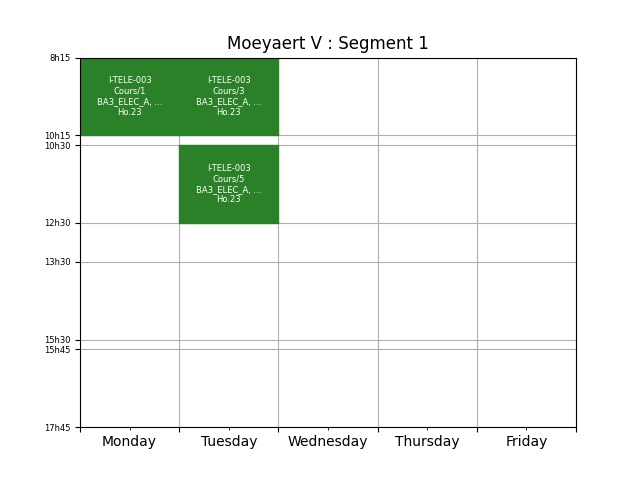 Moeyaert V : Segment 1
8h15
I-TELE-003
Cours/1
BA3_ELEC_A, ...
Ho.23
I-TELE-003
Cours/3
BA3_ELEC_A, ...
Ho.23
10h15
10h30
I-TELE-003
Cours/5
BA3_ELEC_A, ...
Ho.23
12h30
13h30
15h30
15h45
17h45
Monday Tuesday Wednesday Thursday Friday